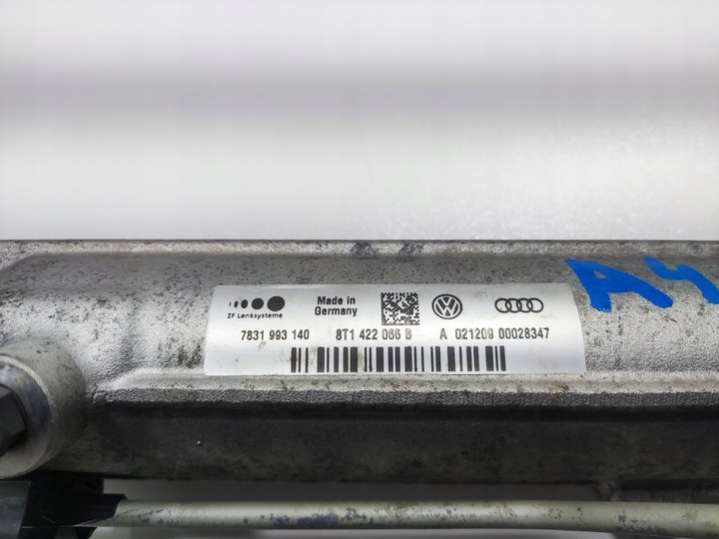 Made in
Germany
ZF Lenksysteme
7831 993 140 8T1 422 066 B A 021209 00028347
A4